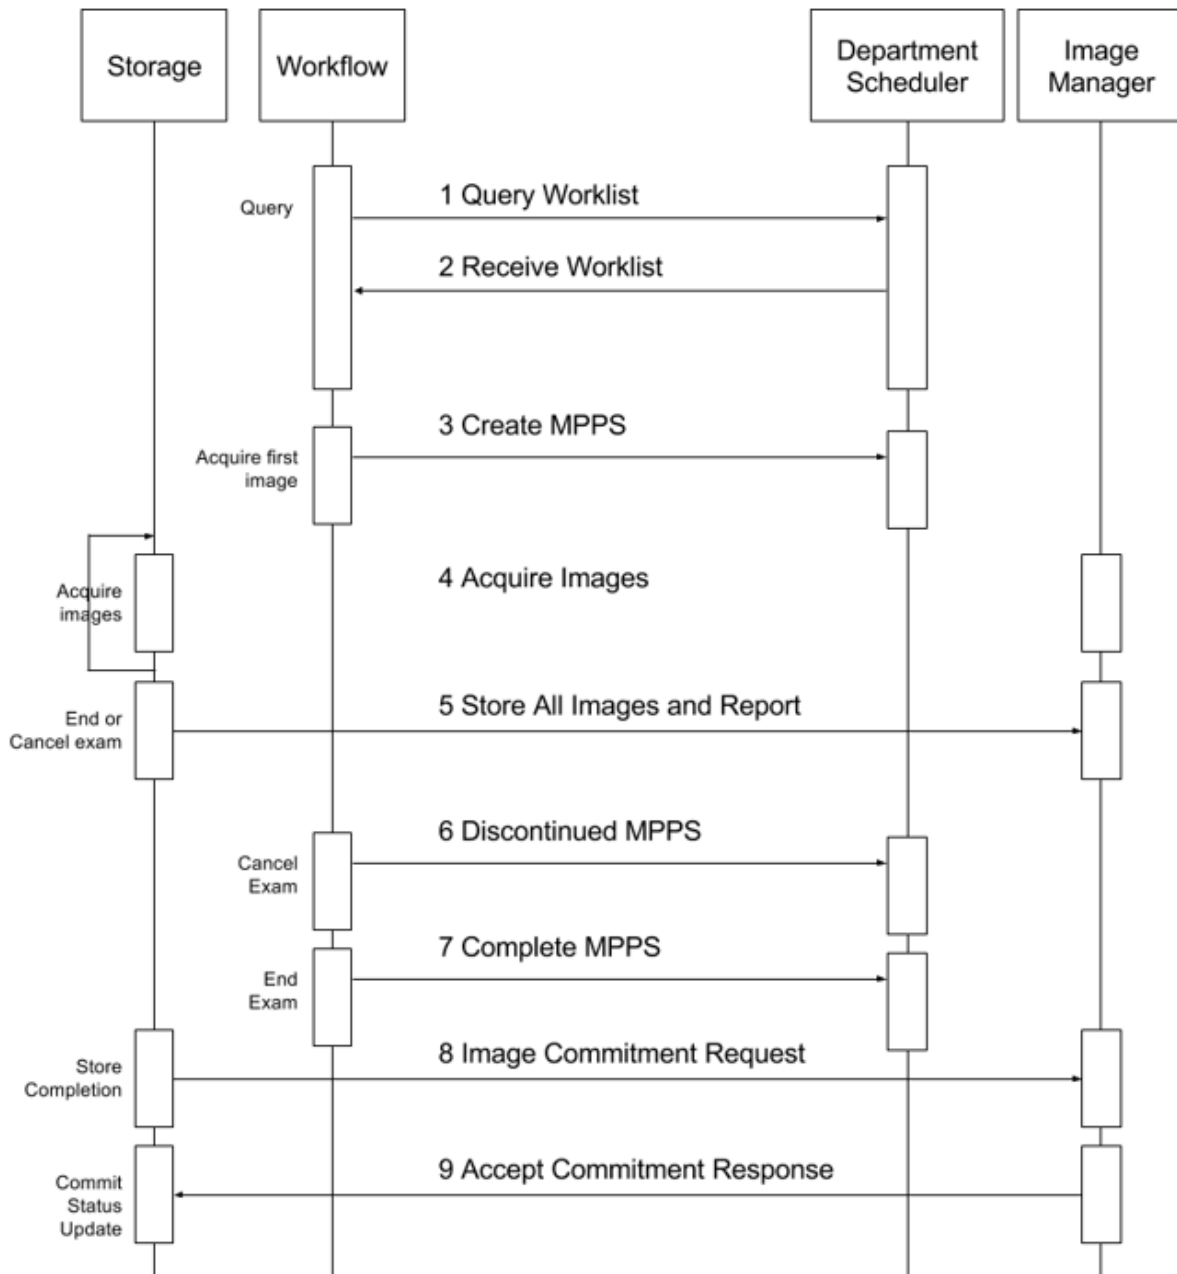 Storage
Workflow
Department
Scheduler
Image
Manager
Query
1 Query Worklist
2 Receive Worklist
3 Create MPPS
Acquire first
image
4 Acquire Images
Acquire
images
5 Store All Images and Report
End or
Cancel exam
6 Discontinued MPPS
Cancel
Exam
7 Complete MPPS
End
Exam
8 Image Commitment Request
Store
Completion
9 Accept Commitment Response
Commit
Status
Update